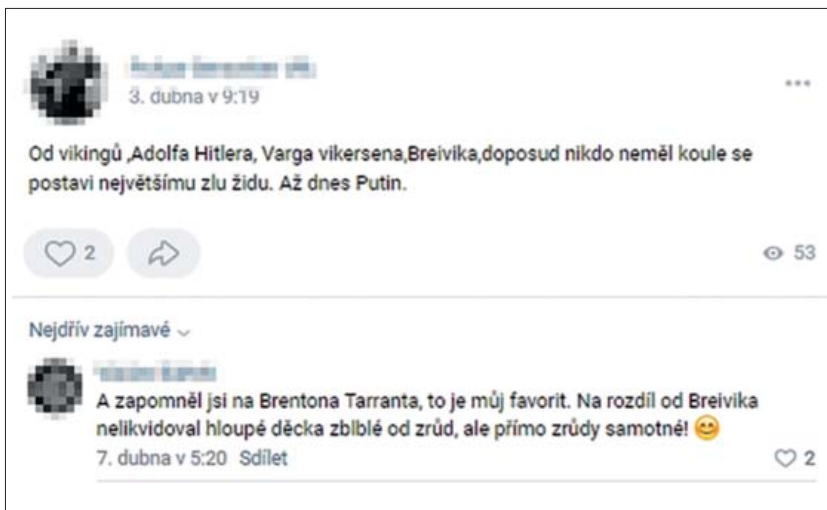 3. dubna v 9:19
Od vikingů ,Adolfa Hitlera, Varga vikersena,Breivika,doposud nikdo neměl koule se
postavi největšímu zlu židu. Až dnes Putin.
2
53
Nejdřív zajímavé
A zapomněl jsi na Brentona Tarranta, to je můj favorit. Na rozdíl od Breivika
nelikvidoval hloupé děcka zblblé od zrůd, ale přímo zrůdy samotné! 😊
7. dubna v 5:20 Sdílet
2